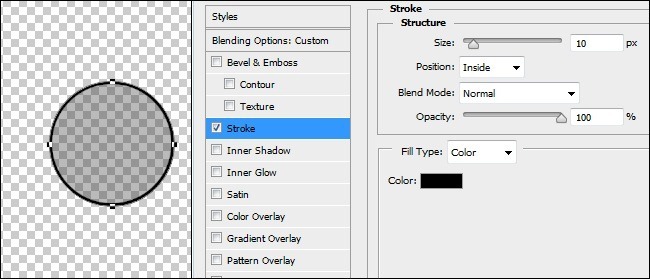 Styles
Blending Options: Custom
Bevel & Emboss
Contour
Texture
Stroke
Inner Shadow
Inner Glow
Satin
Color Overlay
Gradient Overlay
Pattern Overlay
Stroke
Structure
Size: 10 px
Position: Inside
Blend Mode: Normal
Opacity: 100 %
Fill Type: Color
Color: